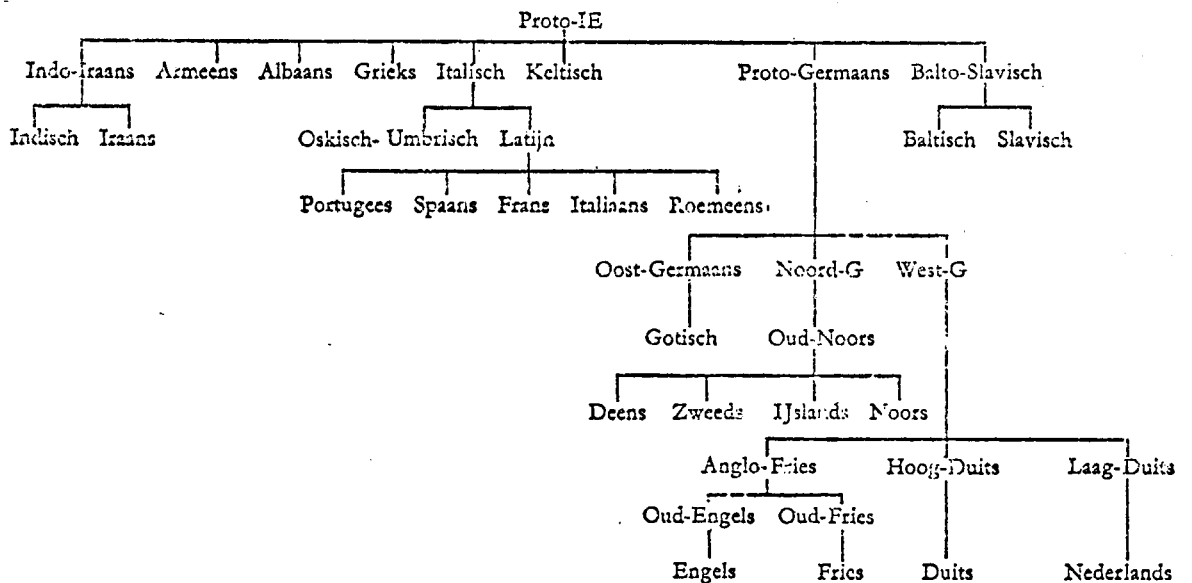 Proto-IE
Indo-Iraans Armeens Albaans Grieks Italisch Keltisch Proto-Germaans Balto-Slavisch
Indisch Iraans Oskisch-Umbrisch Latijn Baltisch Slavisch
Portugees Spaans Frans Italiaans Roemeens
Oost-Germaans Noord-G West-G
Gotisch Oud-Noors
Deens Zweeds IJslands Noors
Anglo-Fries Hoog-Duits Laag-Duits
Oud-Engels Oud-Fries
Engels Fries Duits Nederlands